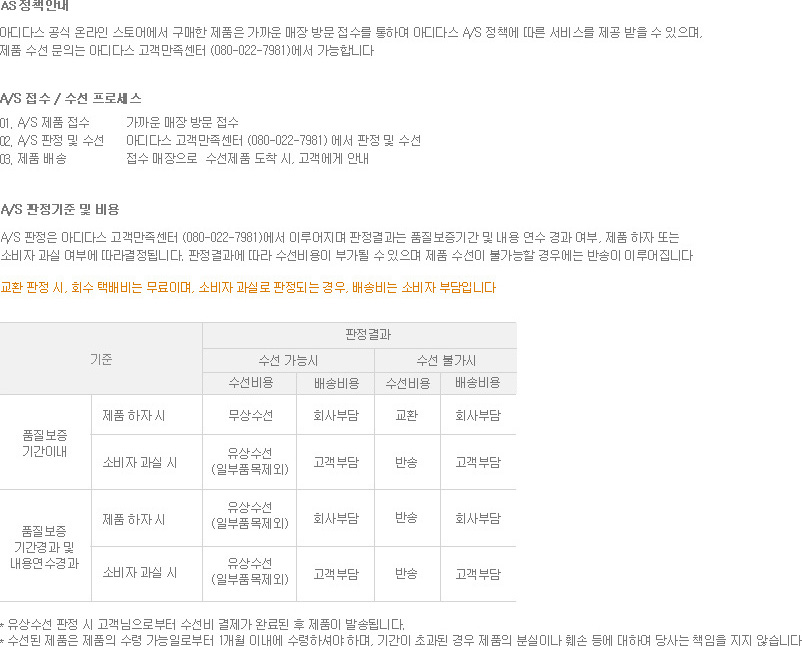 AS정책안내
아디다스 공식 온라인 스토어에서 구매한 제품은 가까운 매장 방문 접수를 통하여 아디다스 A/S 정책에 따른 서비스를 제공 받을 수 있으며,
제품 수선 문의는 아디다스 고객만족센터 (080-022-7981)에서 가능합니다
A/S 접수 / 수선 프로세스
01. A/S 제품 접수 가까운 매장 방문 접수
02. A/S 판정 및 수선 아디다스 고객만족센터 (080-022-7981) 에서 판정 및 수선
03. 제품 배송 접수 매장으로 수선제품 도착 시, 고객에게 안내
A/S 판정기준 및 비용
A/S 판정은 아디다스 고객만족센터 (080-022-7981)에서 이루어지며 판정결과는 품질보증기간 및 내용 연수 경과 여부, 제품 하자 또는
소비자 과실 여부에 따라결정됩니다. 판정결과에 따라 수선비용이 부가될 수 있으며 제품 수선이 불가능할 경우에는 반송이 이루어집니다
교환 판정 시, 회수 택배비는 무료이며, 소비자 과실로 판정되는 경우, 배송비는 소비자 부담입니다
기준 판정결과
수선 가능시 수선 불가시
수선비용 배송비용 수선비용 배송비용
품질보증
기간이내
제품 하자 시 무상수선 회사부담 교환 회사부담
소비자 과실 시 유상수선
(일부품목제외) 고객부담 반송 고객부담
품질보증
기간경과 및
내용연수경과
제품 하자 시 유상수선
(일부품목제외) 회사부담 반송 회사부담
소비자 과실 시 유상수선
(일부품목제외) 고객부담 반송 고객부담
* 유상수선 판정 시 고객님으로부터 수선비 결제가 완료된 후 제품이 발송됩니다.
* 수선된 제품은 제품의 수령 가능일로부터 1개월 이내에 수령하셔야 하며, 기간이 초과된 경우 제품의 분실이나 훼손 등에 대하여 당사는 책임을 지지 않습니다